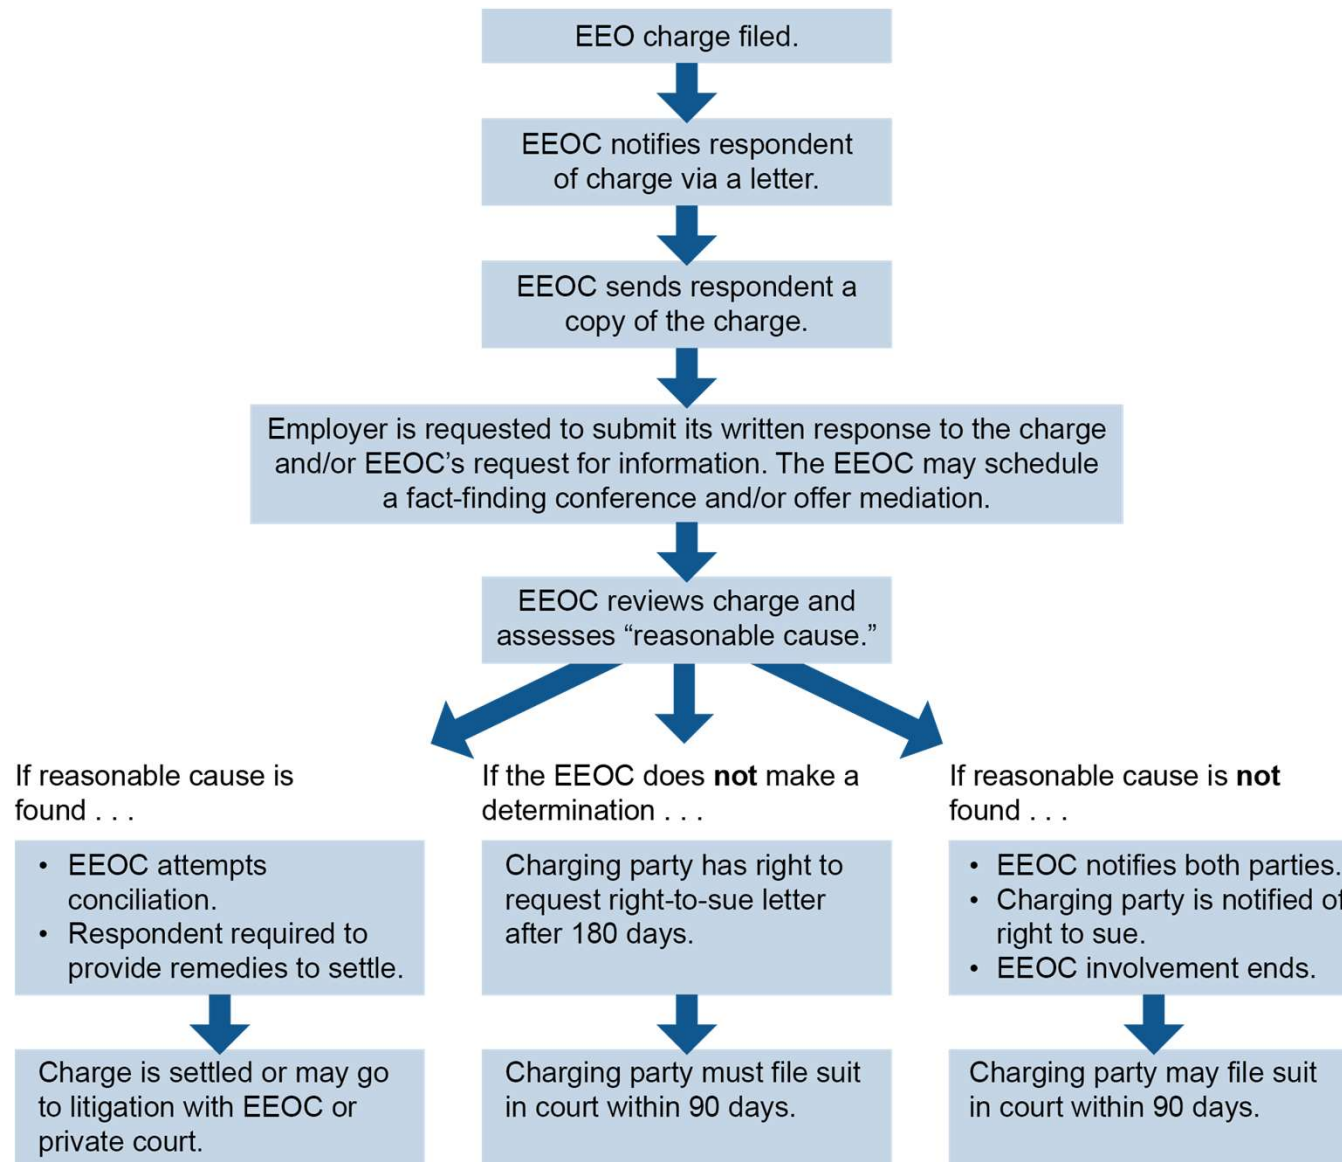 EEO charge filed.
EEOC notifies respondent
of charge via a letter.
EEOC sends respondent a
copy of the charge.
Employer is requested to submit its written response to the charge
and/or EEOC’s request for information. The EEOC may schedule
a fact-finding conference and/or offer mediation.
EEOC reviews charge and
assesses “reasonable cause.”
If reasonable cause is
found . . .
• EEOC attempts
conciliation.
• Respondent required to
provide remedies to settle.
Charge is settled or may go
to litigation with EEOC or
private court.
If the EEOC does not make a
determination . . .
Charging party has right to
request right-to-sue letter
after 180 days.
Charging party must file suit
in court within 90 days.
If reasonable cause is not
found . . .
• EEOC notifies both parties.
• Charging party is notified of
right to sue.
• EEOC involvement ends.
Charging party may file suit
in court within 90 days.